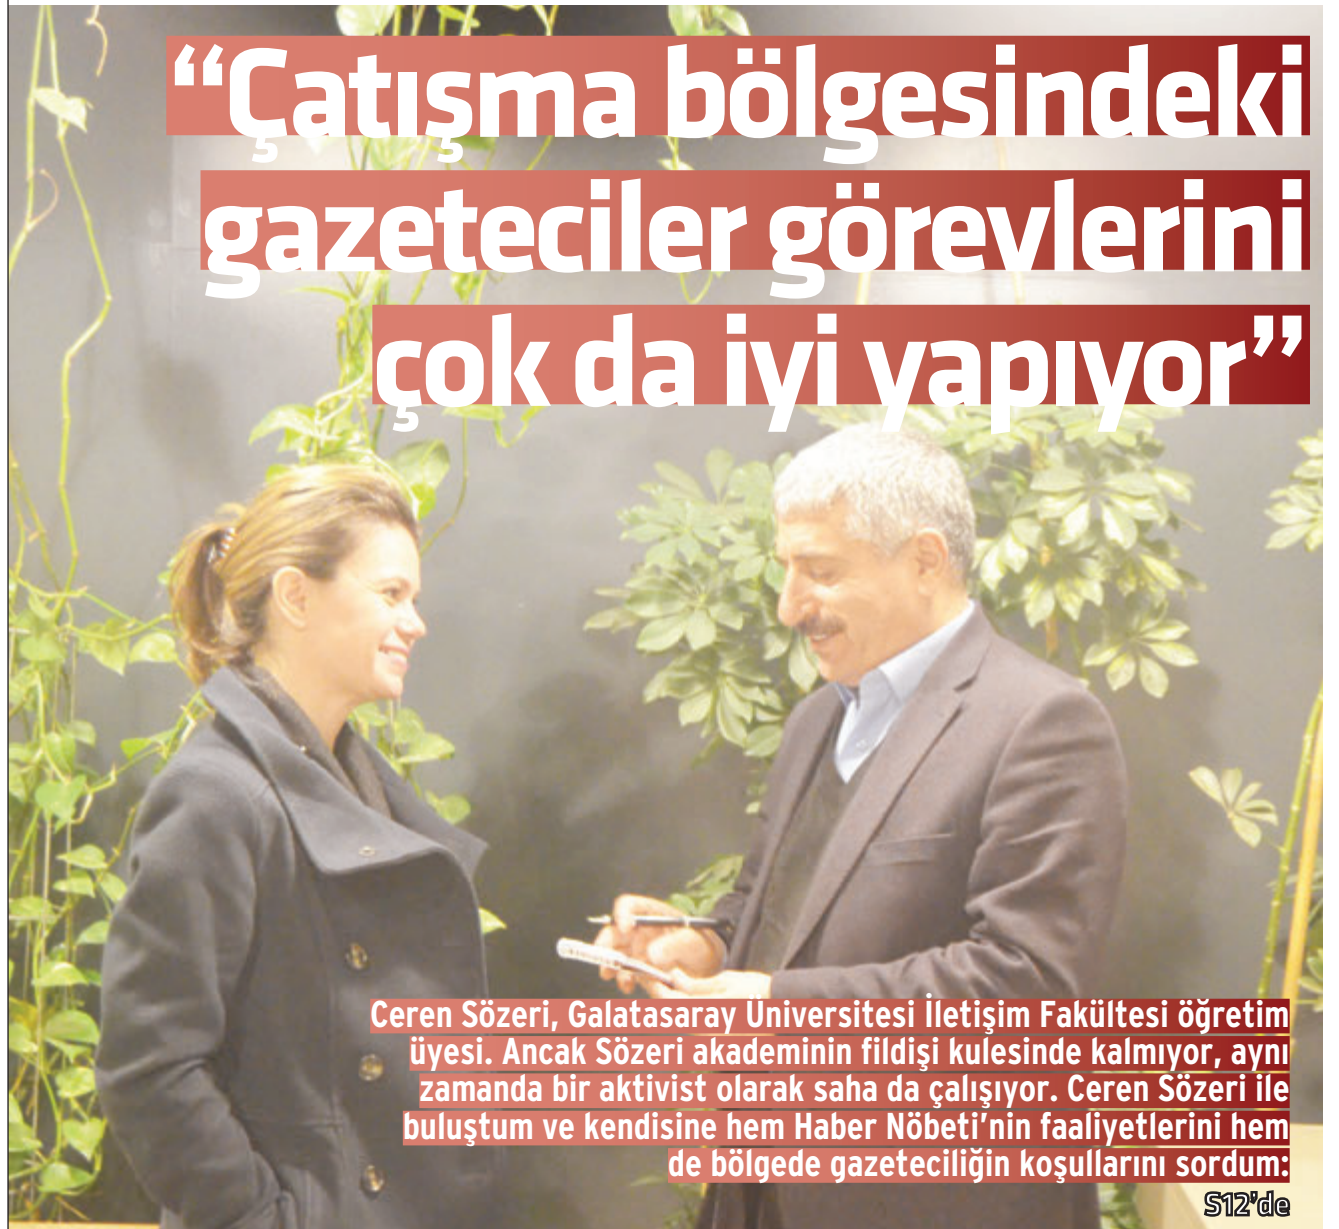 “Çatışma bölgesindeki
gazeteciler görevlerini
çok da iyi yapıyor”
Ceren Sözeri, Galatasaray Üniversitesi İletişim Fakültesi öğretim
üyesi. Ancak Sözeri akademinin fildişi kulesinde kalmıyor, aynı
zamanda bir aktivist olarak saha da çalışıyor. Ceren Sözeri ile
buluştum ve kendisine hem Haber Nöbeti’nin faaliyetlerini hem
de bölgede gazeteciliğin koşullarını sordum:
S12’de